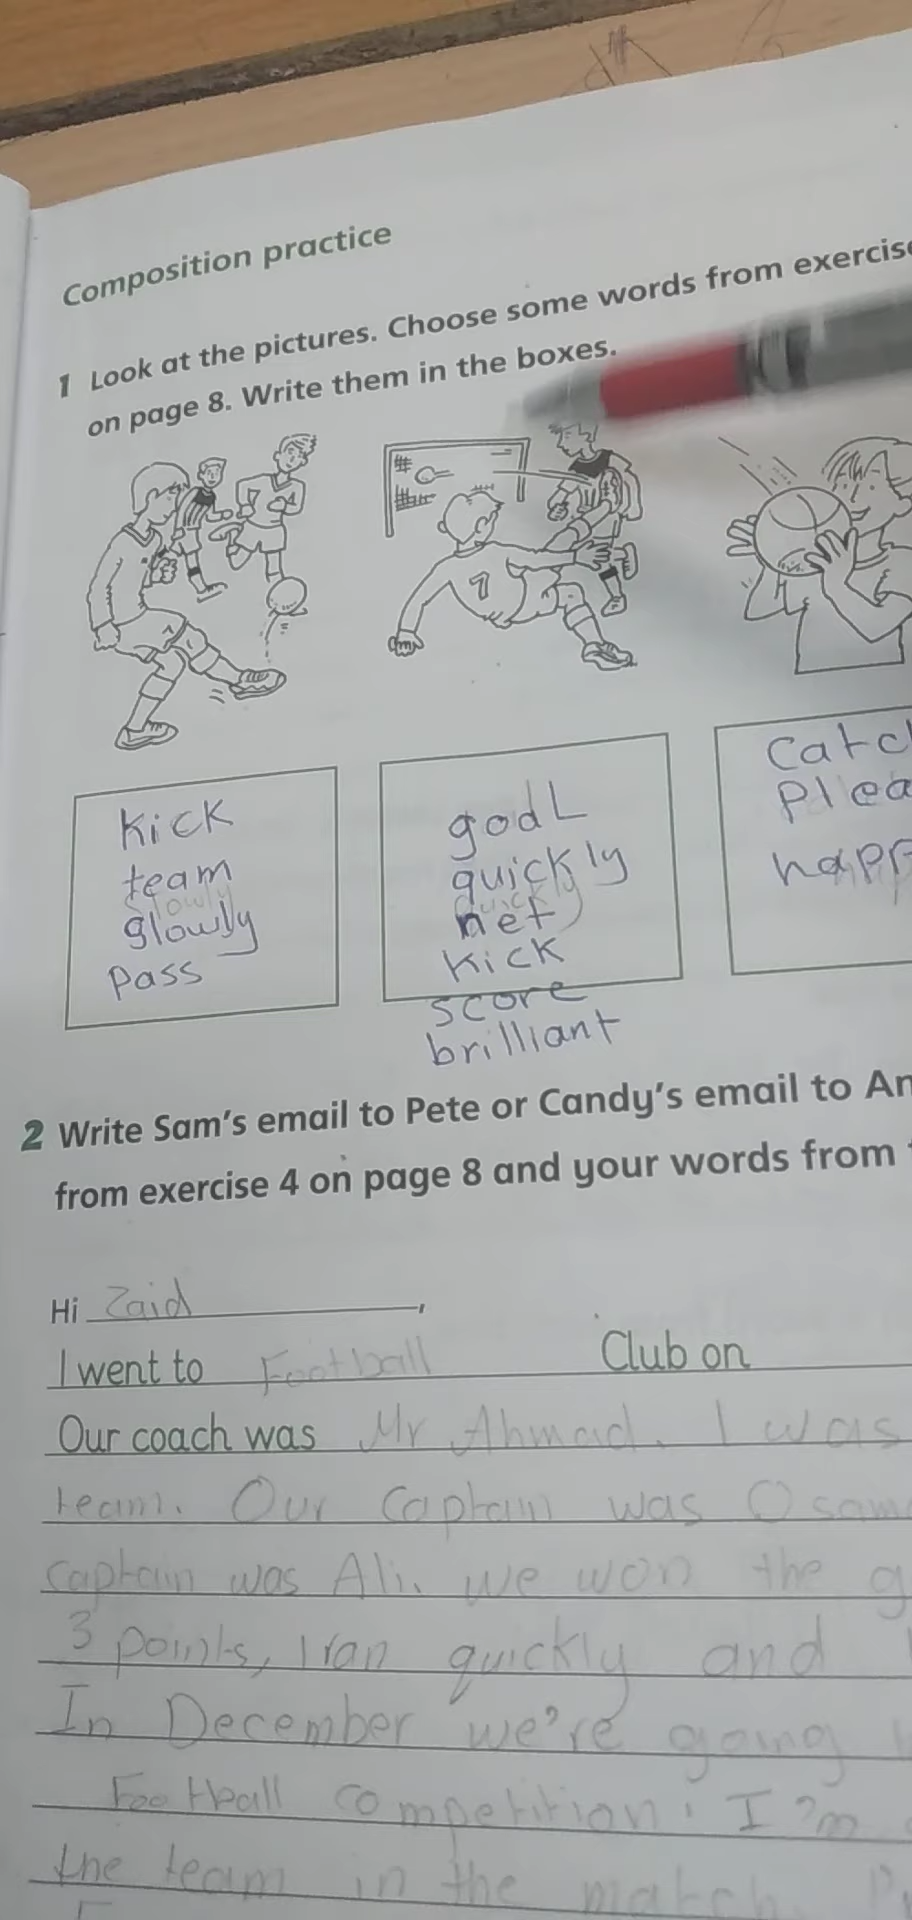 Composition practice
1 Look at the pictures. Choose some words from exercise
on page 8. Write them in the boxes.
1
Kick
team
glowly
Pass
goal
quickly
net
Kick
score
brilliant
Catc
Plea
happ
2 Write Sam's email to Pete or Candy's email to An
from exercise 4 on page 8 and your words from
Hi Zaid,
I went to Football Club on
Our coach was Mr Ahmad. I was
team. Our Captain was Osam
captain was Ali. we won the g
3 points, I ran quickly and
In December we're going
Football competition. I'm
the team in the match.